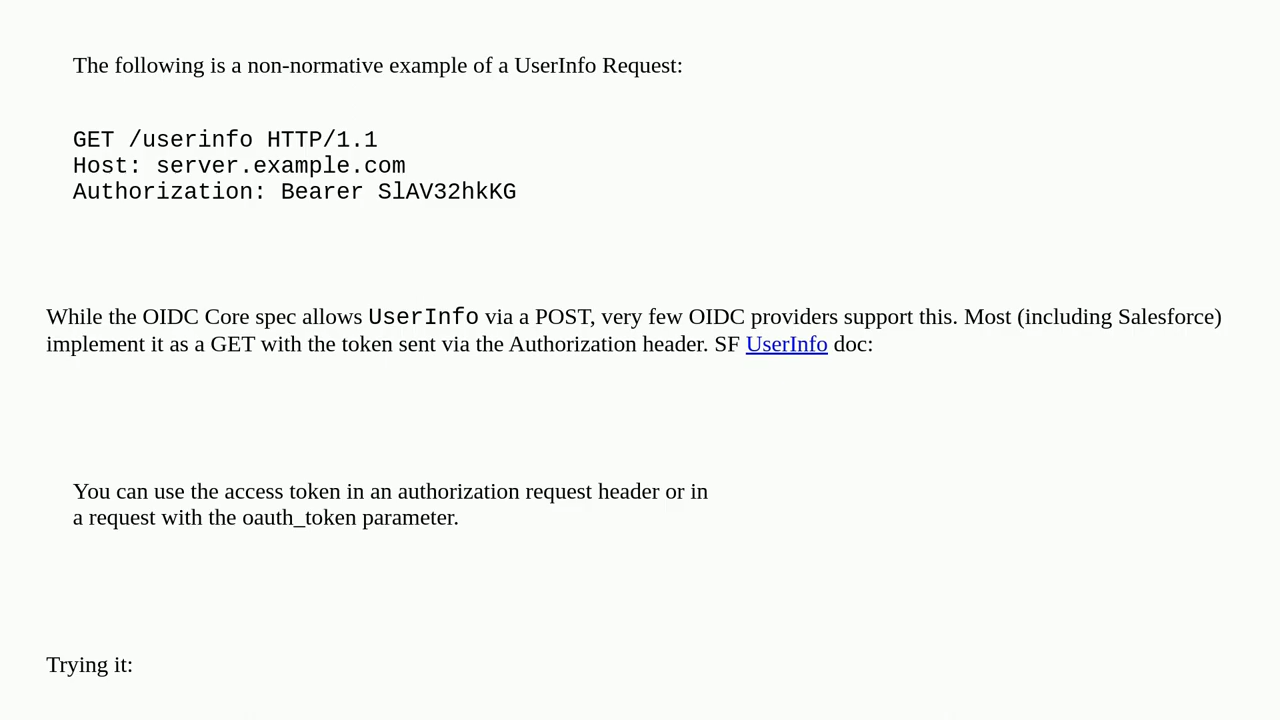 The following is a non-normative example of a UserInfo Request:
GET /userinfo HTTP/1.1
Host: server.example.com
Authorization: Bearer SlAV32hkKG
While the OIDC Core spec allows UserInfo via a POST, very few OIDC providers support this. Most (including Salesforce)
implement it as a GET with the token sent via the Authorization header. SF UserInfo doc:
You can use the access token in an authorization request header or in
a request with the oauth_token parameter.
Trying it: